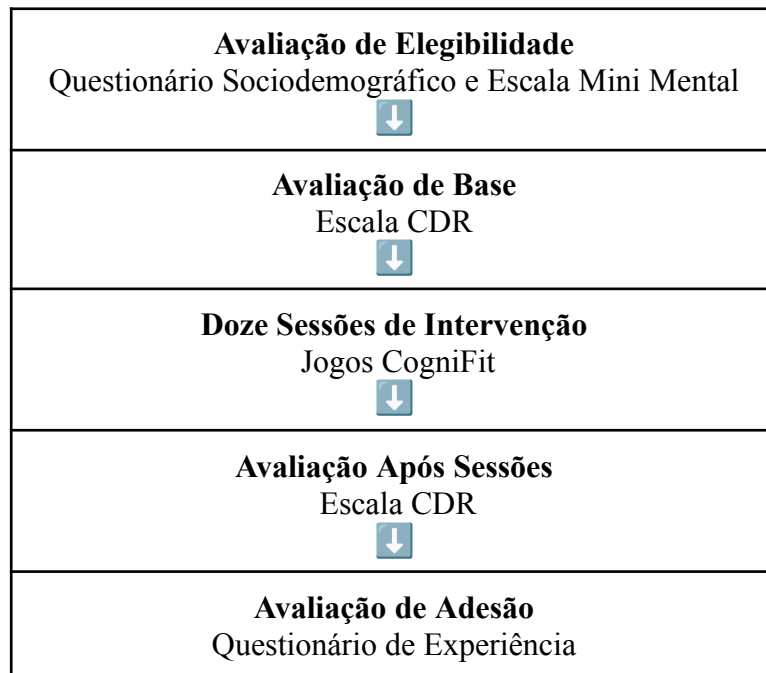 Avaliação de Elegibilidade
Questionário Sociodemográfico e Escala Mini Mental
Avaliação de Base
Escala CDR
Doze Sessões de Intervenção
Jogos CogniFit
Avaliação Após Sessões
Escala CDR
Avaliação de Adesão
Questionário de Experiência